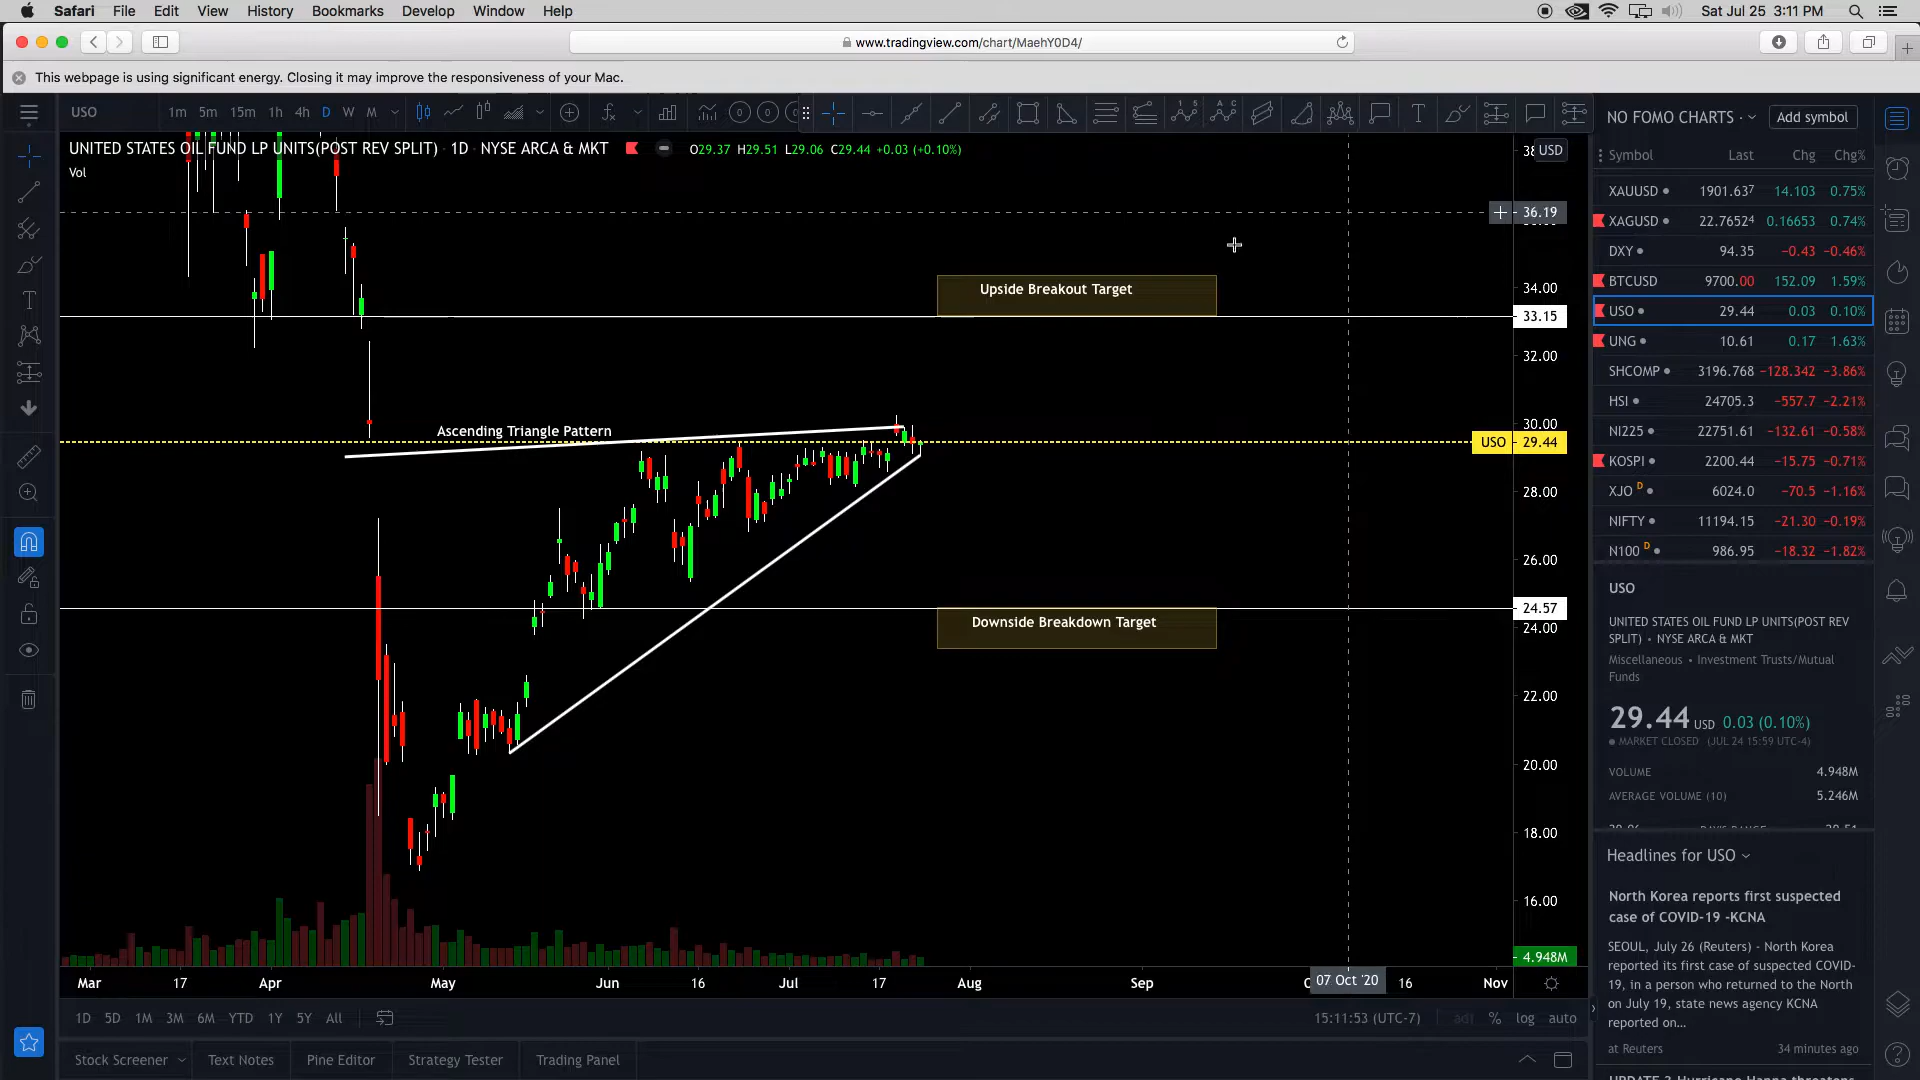 Safari File Edit View History Bookmarks Develop Window Help
Sat Jul 25 3:11 PM
www.tradingview.com/chart/MaehY0D4/
This webpage is using significant energy. Closing it may improve the responsiveness of your Mac.
USO 1m 5m 15m 1h 4h D W M
UNITED STATES OIL FUND LP UNITS(POST REV SPLIT) · 1D · NYSE ARCA & MKT O29.37 H29.51 L29.06 C29.44 +0.03 (+0.10%)
Vol
USD
36.19
Upside Breakout Target
34.00
33.15
32.00
Ascending Triangle Pattern
30.00
USO 29.44
28.00
26.00
24.57
Downside Breakdown Target
24.00
22.00
20.00
18.00
16.00
4.948M
Mar 17 Apr May Jun 16 Jul 17 Aug Sep 07 Oct '20 16 Nov
1D 5D 1M 3M 6M YTD 1Y 5Y All
15:11:53 (UTC-7) adj % log auto
Stock Screener Text Notes Pine Editor Strategy Tester Trading Panel
NO FOMO CHARTS Add symbol
Symbol Last Chg Chg%
XAUUSD 1901.637 14.103 0.75%
XAGUSD 22.76524 0.16653 0.74%
DXY 94.35 −0.43 −0.46%
BTCUSD 9700.00 152.09 1.59%
USO 29.44 0.03 0.10%
UNG 10.61 0.17 1.63%
SHCOMP 3196.768 −128.342 −3.86%
HSI 24705.3 −557.7 −2.21%
NI225 22751.61 −132.61 −0.58%
KOSPI 2200.44 −15.75 −0.71%
XJO D 6024.0 −70.5 −1.16%
NIFTY 11194.15 −21.30 −0.19%
N100 D 986.95 −18.32 −1.82%
USO
UNITED STATES OIL FUND LP UNITS(POST REV
SPLIT) • NYSE ARCA & MKT
Miscellaneous • Investment Trusts/Mutual
Funds
29.44 USD 0.03 (0.10%)
MARKET CLOSED (JUL 24 15:59 UTC-4)
VOLUME 4.948M
AVERAGE VOLUME (10) 5.246M
Headlines for USO
North Korea reports first suspected
case of COVID-19 -KCNA
SEOUL, July 26 (Reuters) - North Korea
reported its first case of suspected COVID-
19, in a person who returned to the North
on July 19, state news agency KCNA
reported on...
at Reuters 34 minutes ago